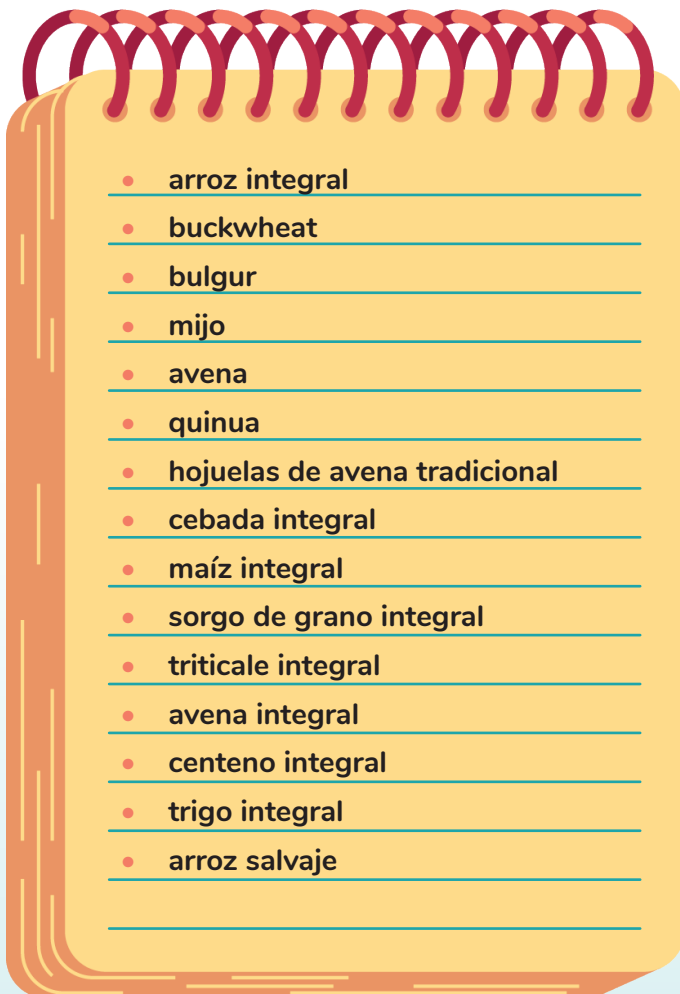 • arroz integral
• buckwheat
• bulgur
• mijo
• avena
• quinua
• hojuelas de avena tradicional
• cebada integral
• maíz integral
• sorgo de grano integral
• triticale integral
• avena integral
• centeno integral
• trigo integral
• arroz salvaje